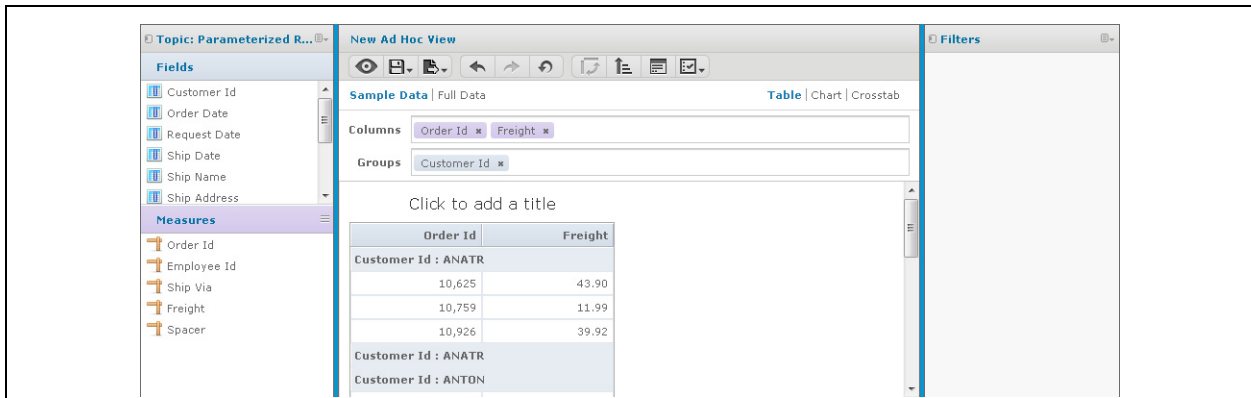 Topic: Parameterized R...
Fields
Customer Id
Order Date
Request Date
Ship Date
Ship Name
Ship Address
Measures
Order Id
Employee Id
Ship Via
Freight
Spacer
New Ad Hoc View
Sample Data | Full Data
Table | Chart | Crosstab
Columns Order Id x Freight x
Groups Customer Id x
Click to add a title
Order Id Freight
Customer Id : ANATR
10,625 43.90
10,759 11.99
10,926 39.92
Customer Id : ANATR
Customer Id : ANTON
Filters